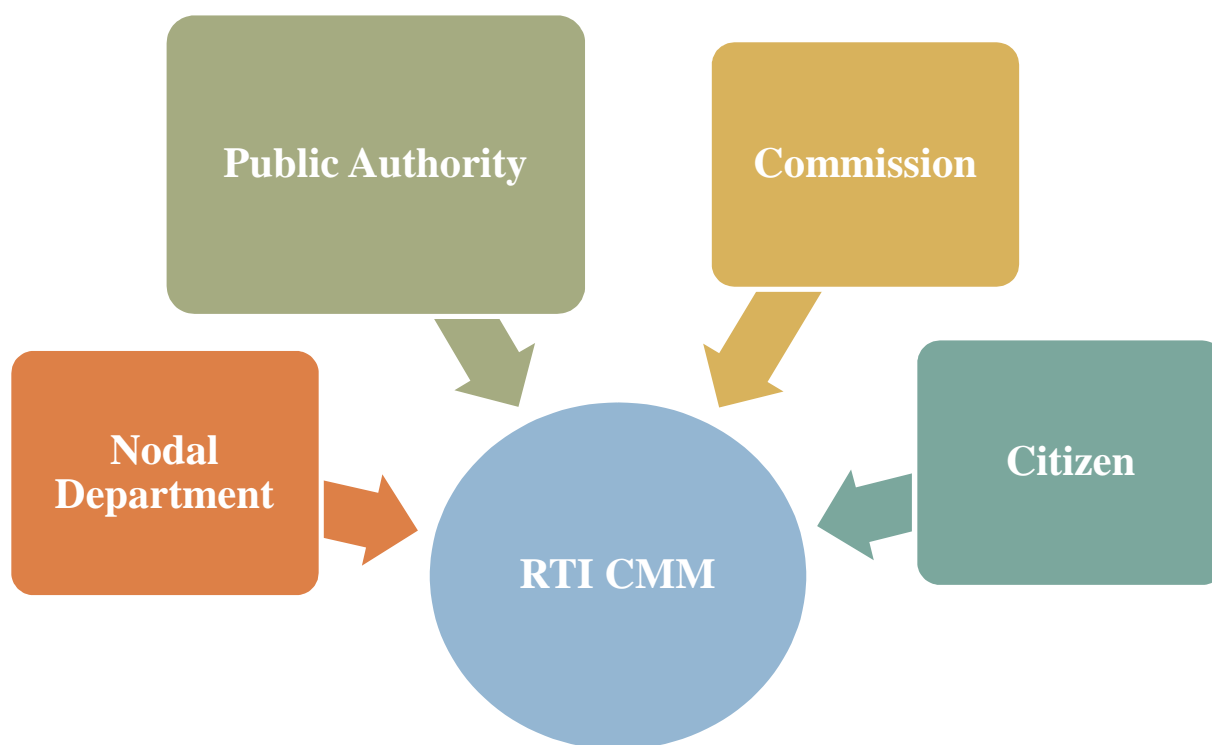 Public Authority
Commission
Nodal
Department
Citizen
RTI CMM